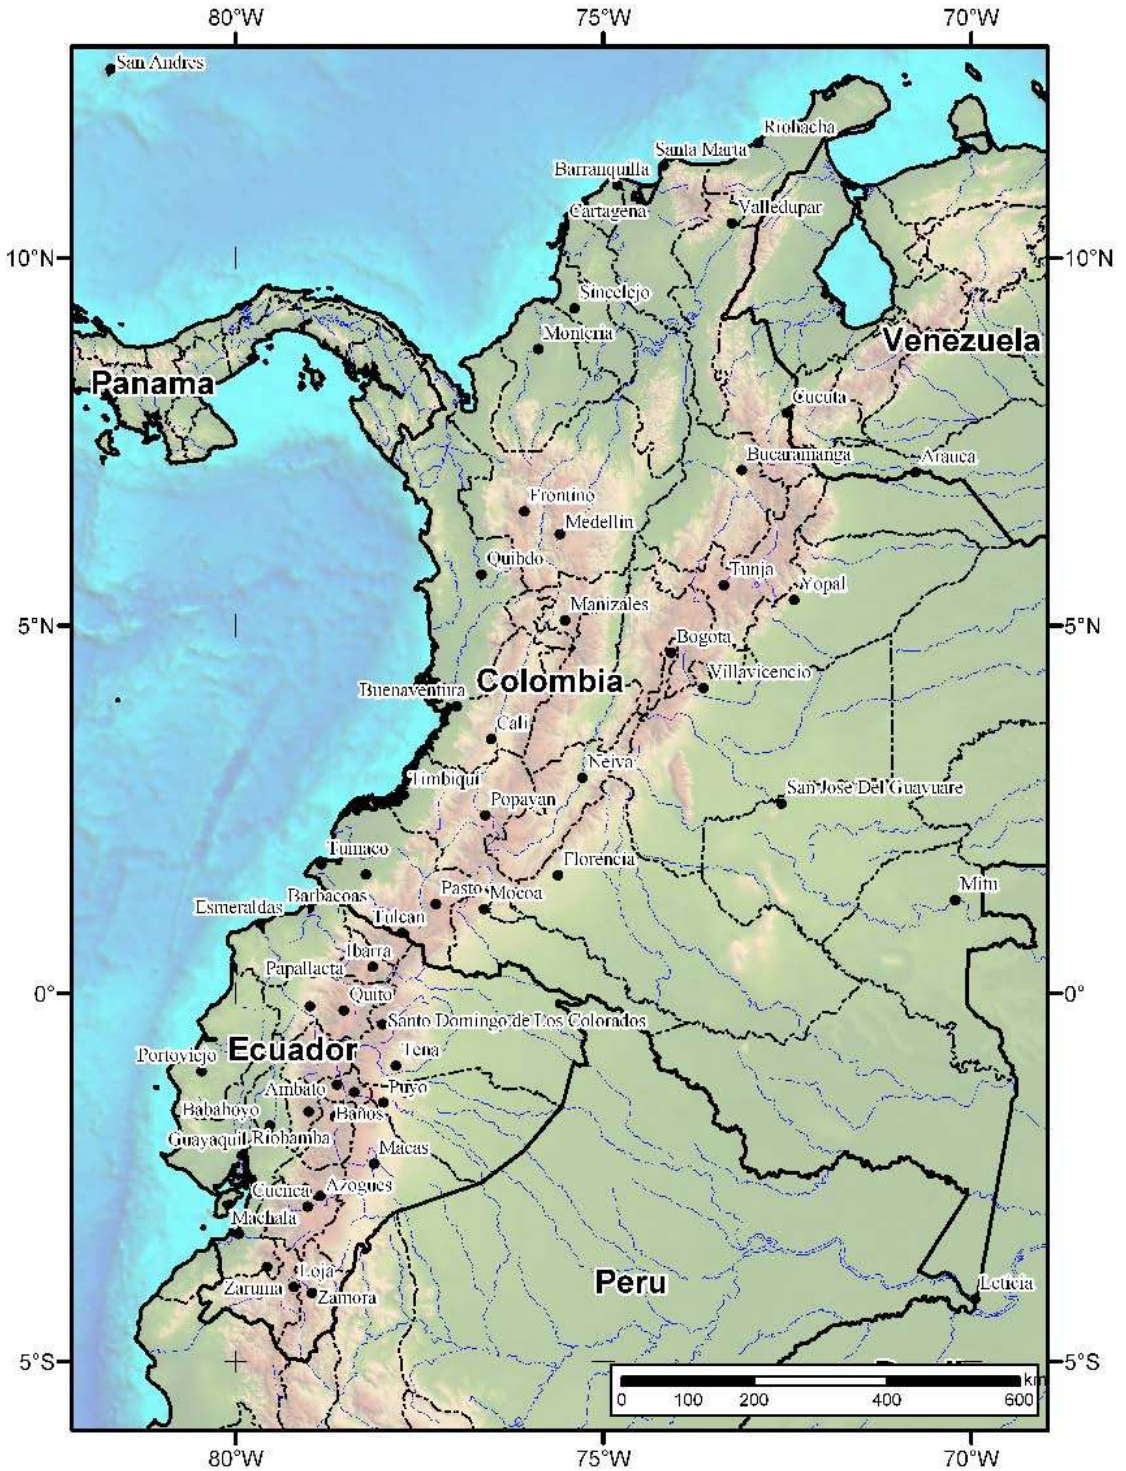 80°W 75°W 70°W
San Andres
Riohacha
Santa Marta
Barranquilla
Cartagena
Valledupar
10°N 10°N
Sincelejo
Monteria
Venezuela
Panama
Cucuta
Bucaramanga
Arauca
Frontino
Medellin
Quibdo
Tunja
Yopal
Manizales
5°N 5°N
Bogota
Villavicencio
Colombia
Buenaventura
Cali
Neiva
Timbiqui
San Jose Del Guavuare
Popayan
Tumaco
Florencia
Mitu
Barbacoas
Pasto
Mocoa
Esmeraldas
Tulcan
Ibarra
Papallacta
0° 0°
Quito
Santo Domingo de Los Colorados
Ecuador
Tena
Portoviejo
Ambato
Puyo
Babahoyo
Baños
Guayaquil
Riobamba
Macas
Cuenca
Azogues
Machala
Loja
Peru
Zaruma
Zamora
Leticia
5°S 5°S
km
0 100 200 400 600
80°W 75°W 70°W